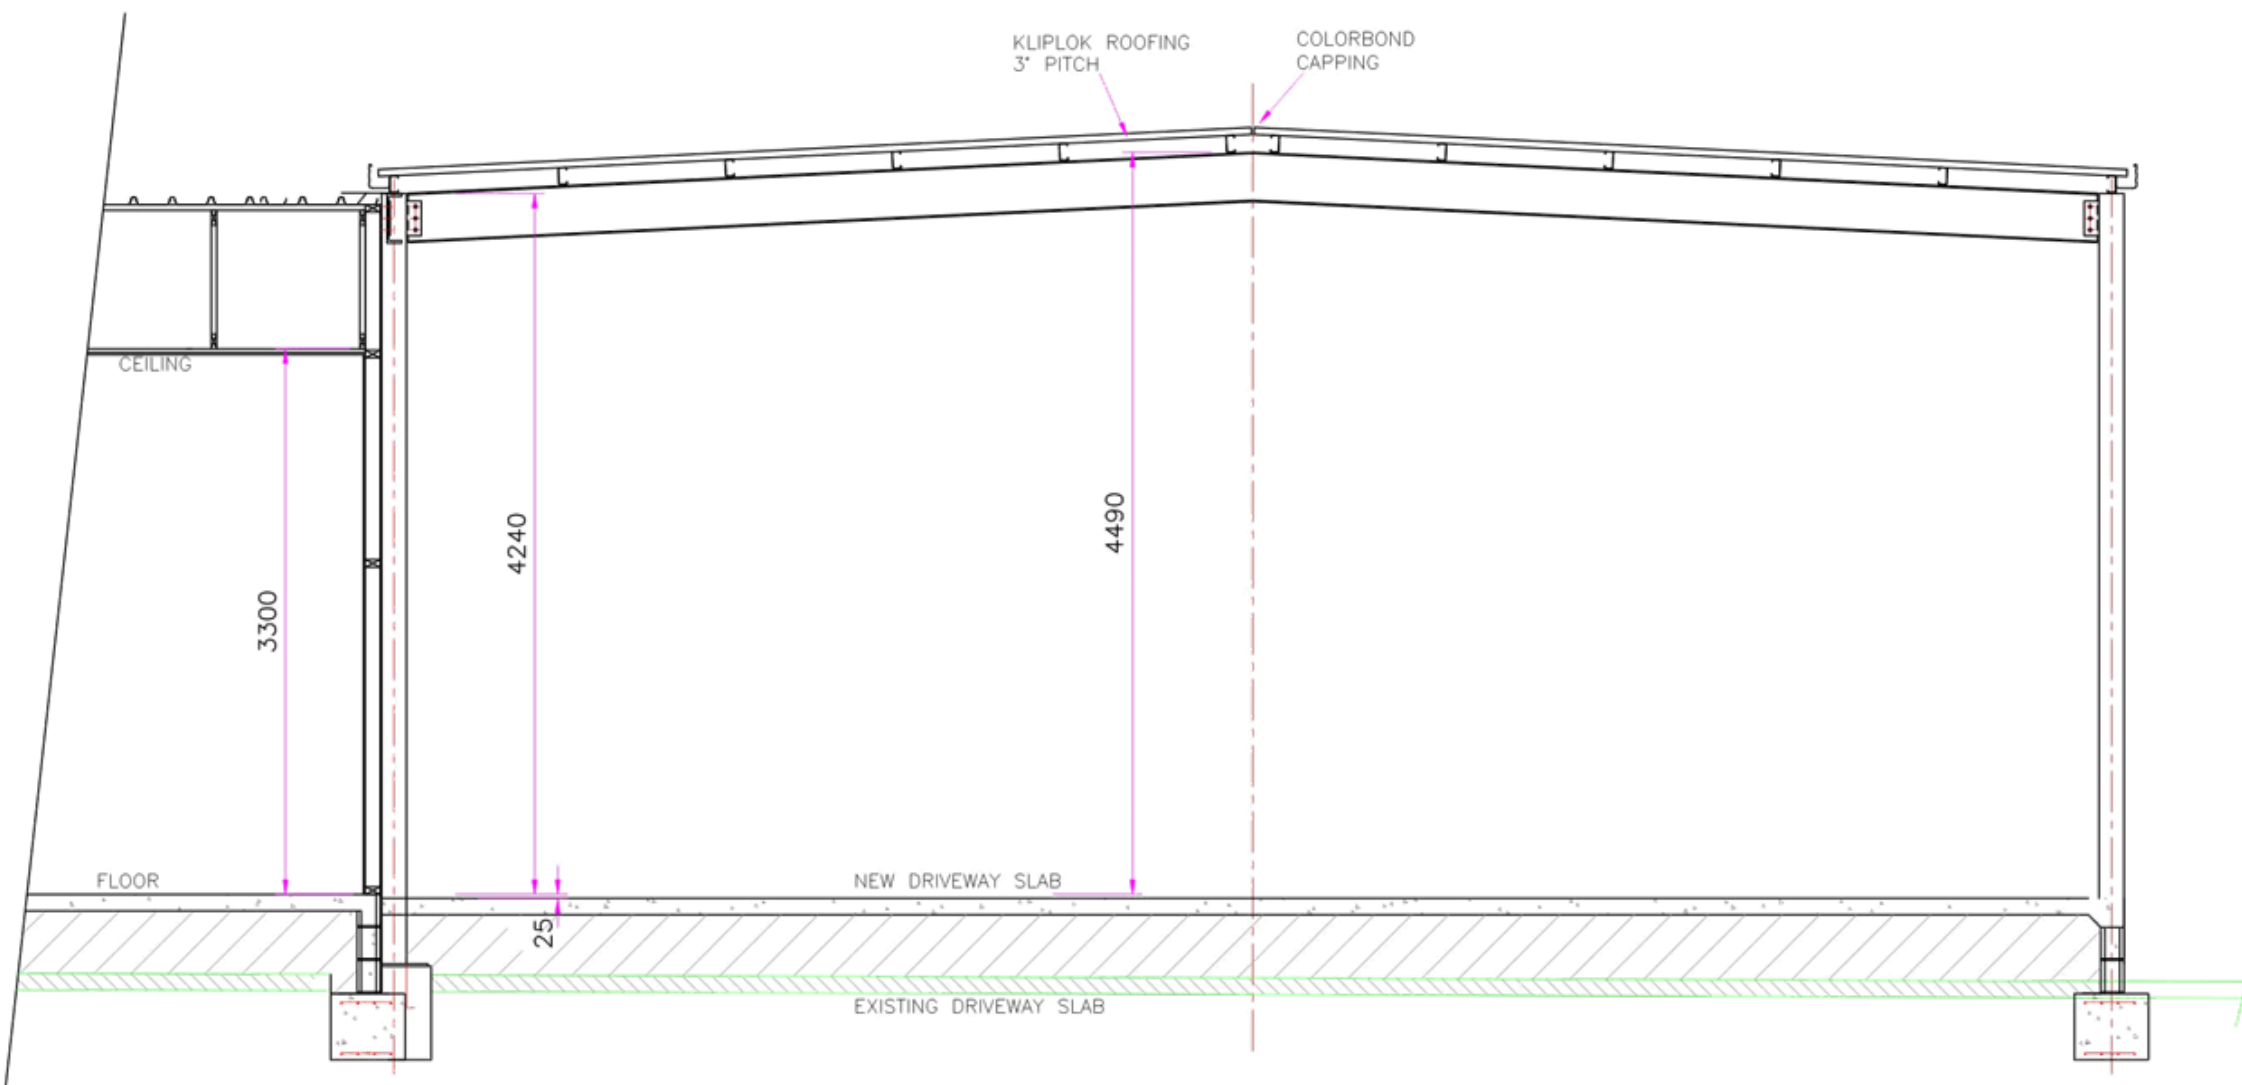 KLIPLOK ROOFING
3° PITCH
COLORBOND
CAPPING
CEILING
4240
4490
3300
FLOOR
NEW DRIVEWAY SLAB
25
EXISTING DRIVEWAY SLAB